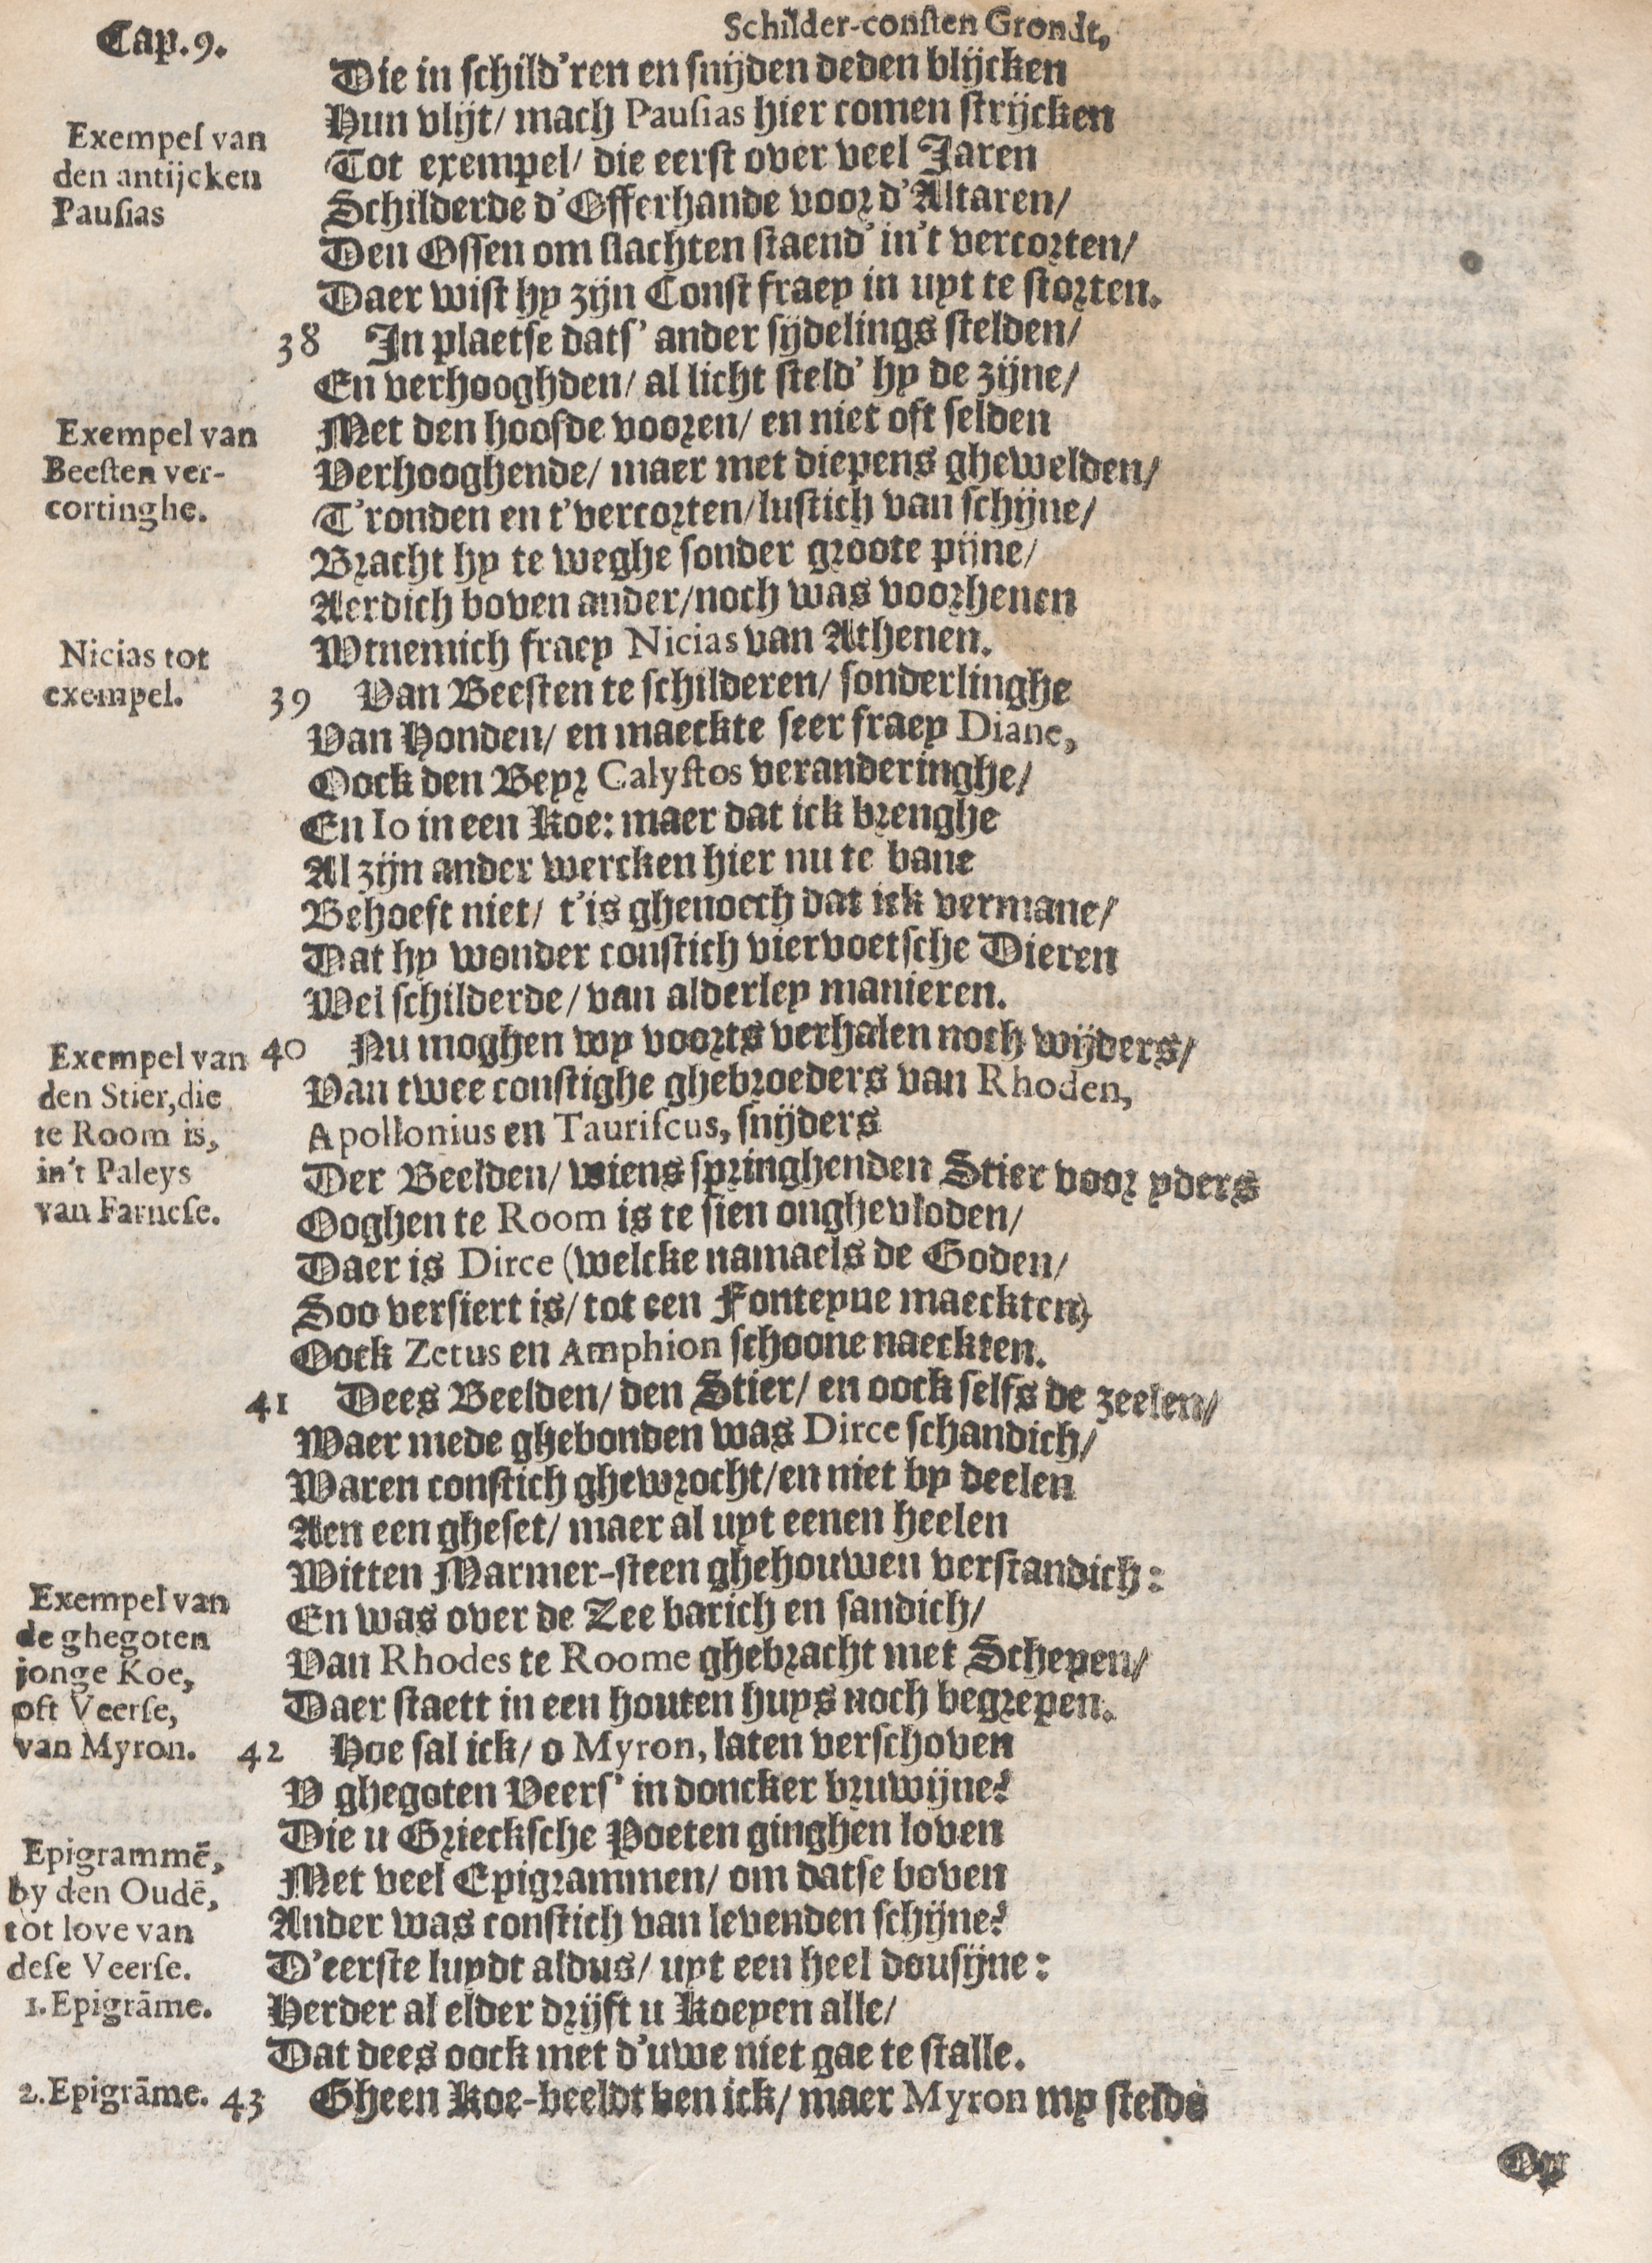 Cap. 9.
Schilder-conſten Grondt,
Die in ſchild'ren en ſnijden deden blijcken
Hun vlijt/ mach Pauſias hier comen ſtrijcken
Tot exempel/ die eerſt over veel Jaren
Schilderde d'Offerhande voor d'Altaren/
Den Oſſen om ſlachten ſtaend' in't vercorten/
Daer wiſt hy zijn Conſt fraey in uyt te ſtorten.
Exempel van
den antijcken
Pauſias
38 In plaetſe datſ' ander ſijdelings ſtelden/
En verhooghden/ al licht ſteld' hy de zijne/
Met den hoofde vooren/ en niet oft ſelden
Verhooghende/ maer met diepens ghewelden/
T'ronden en t'vercorten/ luſtich van ſchijne/
Bracht hy te weghe ſonder groote pijne/
Aerdich boven ander/ noch was voorhenen
Wtnemich fraey Nicias van Athenen.
Exempel van
Beeſten ver-
cortinghe.
Nicias tot
exempel.
39 Van Beeſten te ſchilderen/ ſonderlinghe
Van Honden/ en maeckte ſeer fraey Diane,
Oock den Beyr Calyſtos veranderinghe/
En Io in een Koe: maer dat ick brenghe
Al zijn ander wercken hier nu te bane
Behoeft niet/ t'is ghenoech dat ick vermane/
Dat hy wonder conſtich viervoetſche Dieren
Wel ſchilderde/ van alderley manieren.
40 Nu moghen wy voorts verhalen noch wijders/
Van twee conſtighe ghebroeders van Rhoden,
Apollonius en Tauriſcus, ſnijders
Der Beelden/ wiens ſpringhenden Stier voor yders
Ooghen te Room is te ſien onghevloden/
Daer is Dirce (welcke namaels de Goden/
Soo verſiert is/ tot een Fonteyne maeckten)
Oock Zetus en Amphion ſchoone naeckten.
Exempel van
den Stier, die
te Room is,
in't Paleys
van Farneſe.
41 Dees Beelden/ den Stier/ en oock ſelfs de zeelen/
Waer mede ghebonden was Dirce ſchandich/
Waren conſtich ghewrocht/ en niet by deelen
Aen een gheſet/ maer al uyt eenen heelen
Witten Marmer-ſteen ghehouwen verſtandich:
En was over de Zee barich en ſandich/
Van Rhodes te Roome ghebracht met Schepen/
Daer ſtaett in een houten huys noch begrepen.
Exempel van
de ghegoten
jonge Koe,
oft Veerſe,
van Myron.
42 Hoe ſal ick/ o Myron, laten verſchoven
V ghegoten Veerſ' in doncker bruwijne?
Die u Grieckſche Poeten ginghen loven
Met veel Epigrammen/ om datſe boven
Ander was conſtich van levenden ſchijne?
D'eerſte luydt aldus/ uyt een heel douſijne:
Herder al elder drijft u Koeyen alle/
Dat dees oock met d'uwe niet gae te ſtalle.
Epigrammē,
by den Oudē,
tot love van
deſe Veerſe.
1. Epigrāme.
2. Epigrāme.
43 Gheen Koe-beeldt ben ick/ maer Myron my ſtelde
Op